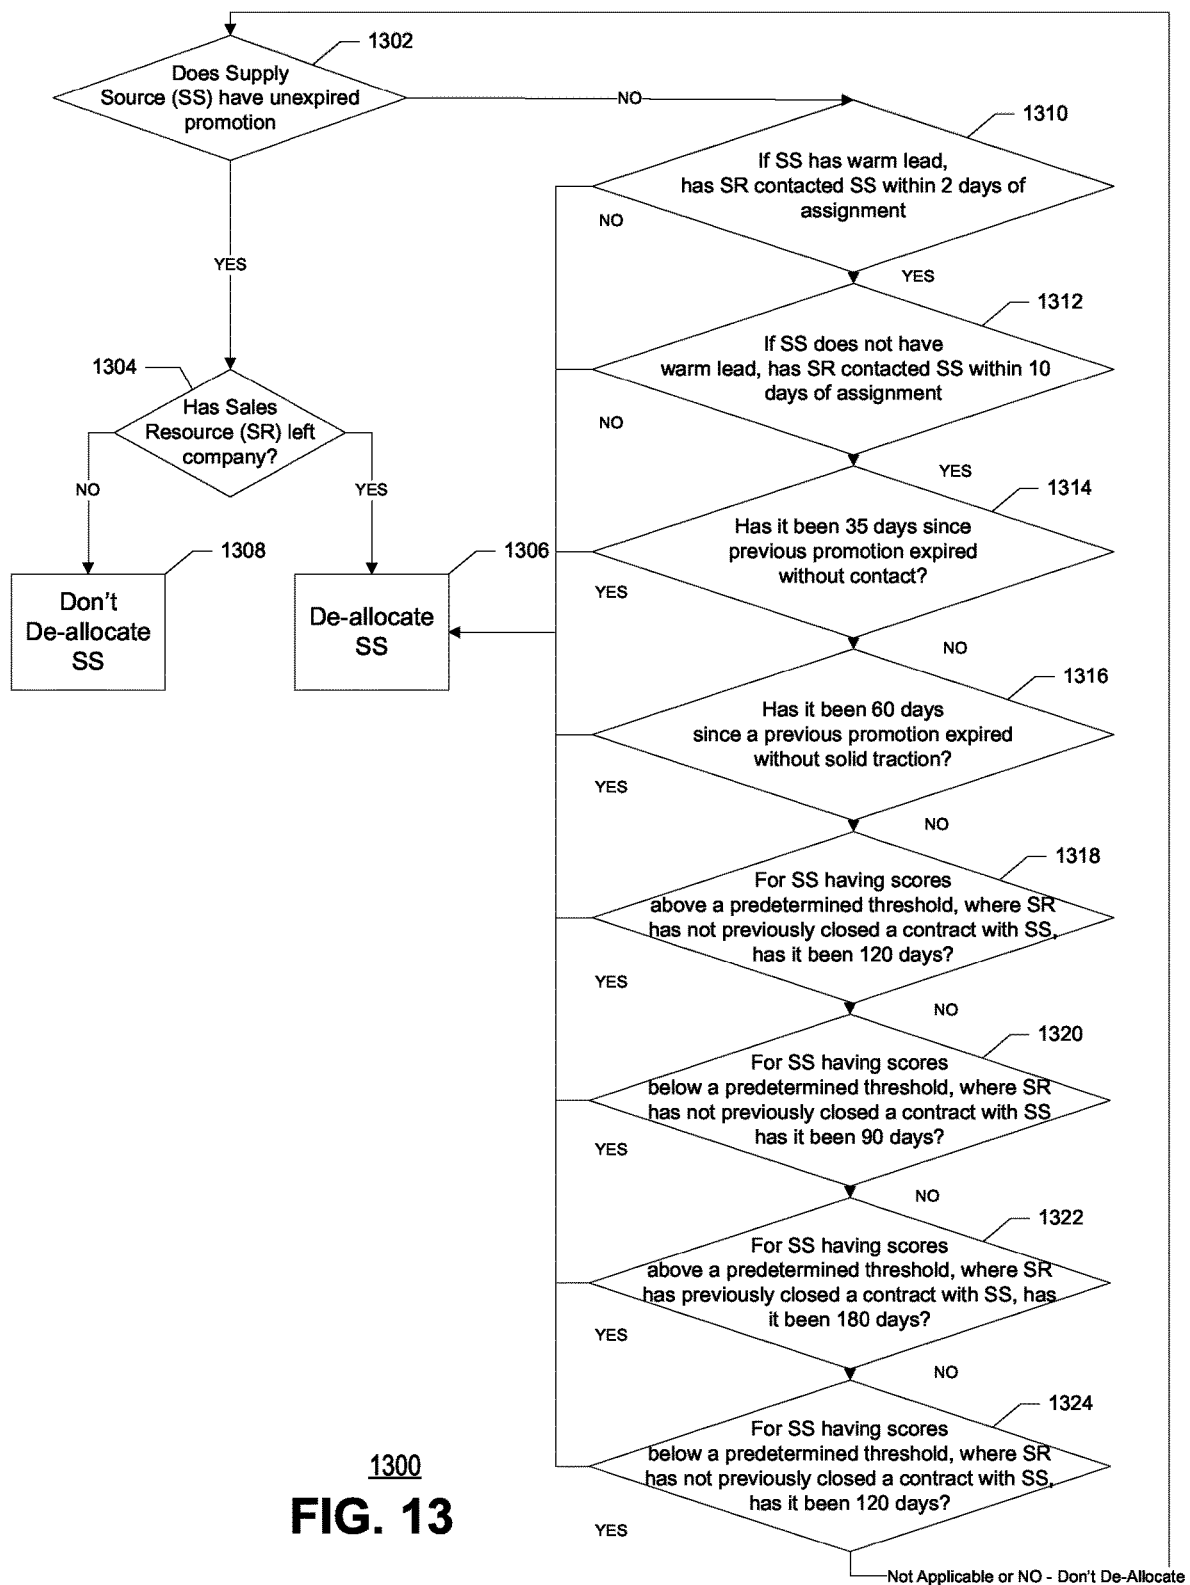 1302
Does Supply
Source (SS) have unexpired
promotion
NO
YES
1304
Has Sales
Resource (SR) left
company?
NO
YES
1308
Don't
De-allocate
SS
1306
De-allocate
SS
1310
If SS has warm lead,
has SR contacted SS within 2 days of
assignment
NO
YES
1312
If SS does not have
warm lead, has SR contacted SS within 10
days of assignment
NO
YES
1314
Has it been 35 days since
previous promotion expired
without contact?
YES
NO
1316
Has it been 60 days
since a previous promotion expired
without solid traction?
YES
NO
1318
For SS having scores
above a predetermined threshold, where SR
has not previously closed a contract with SS,
has it been 120 days?
YES
NO
1320
For SS having scores
below a predetermined threshold, where SR
has not previously closed a contract with SS
has it been 90 days?
YES
NO
1322
For SS having scores
above a predetermined threshold, where SR
has previously closed a contract with SS, has
it been 180 days?
YES
NO
1324
For SS having scores
below a predetermined threshold, where SR
has not previously closed a contract with SS,
has it been 120 days?
YES
Not Applicable or NO - Don't De-Allocate
1300
FIG. 13